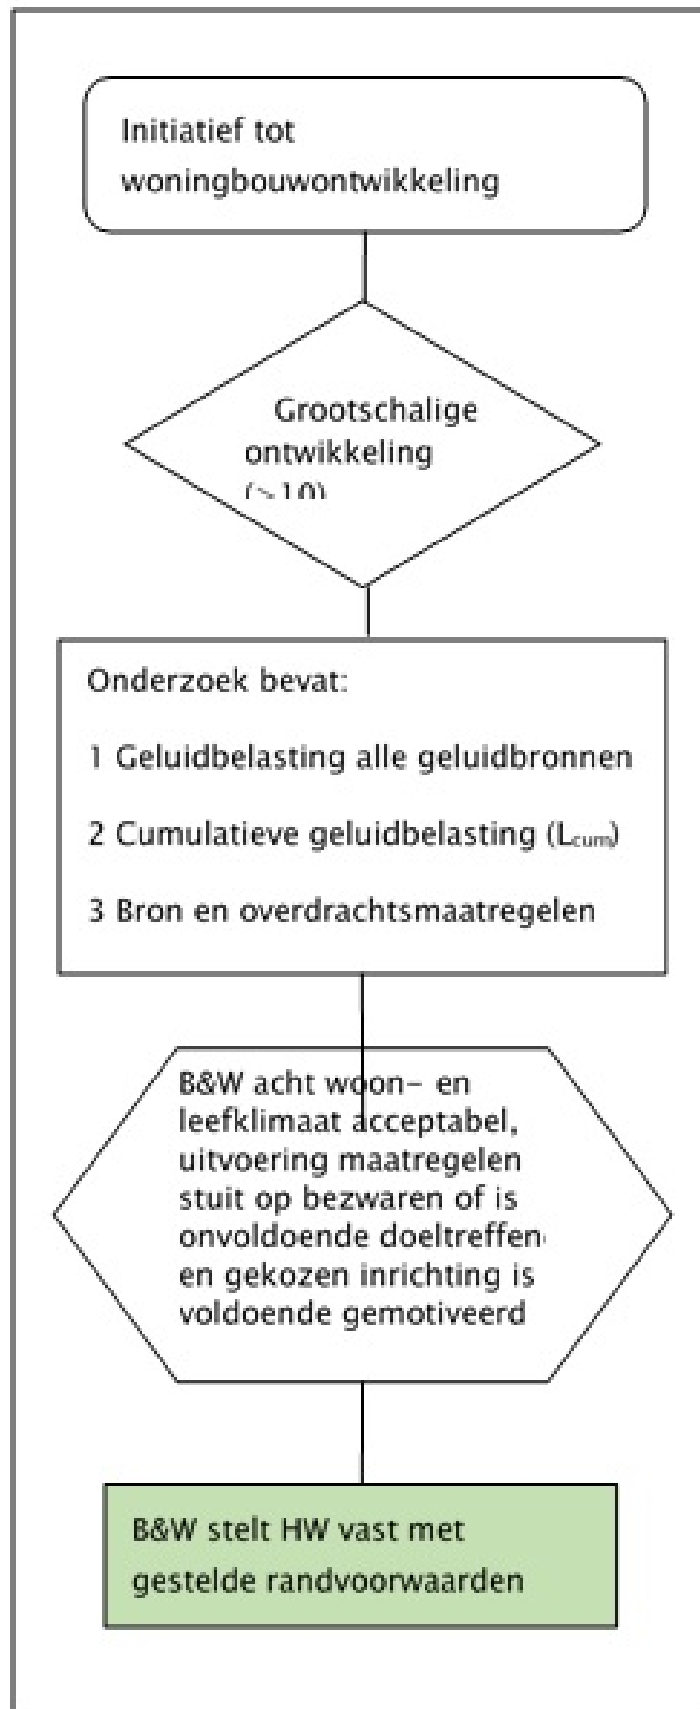 Initiatief tot
woningbouwontwikkeling
Grootschalige
ontwikkeling
Onderzoek bevat:
1 Geluidbelasting alle geluidbronnen
2 Cumulatieve geluidbelasting (Lcum)
3 Bron en overdrachtsmaatregelen
B&W acht woon- en
leefklimaat acceptabel,
uitvoering maatregelen
stuit op bezwaren of is
onvoldoende doeltreffen
en gekozen inrichting is
voldoende gemotiveerd
B&W stelt HW vast met
gestelde randvoorwaarden